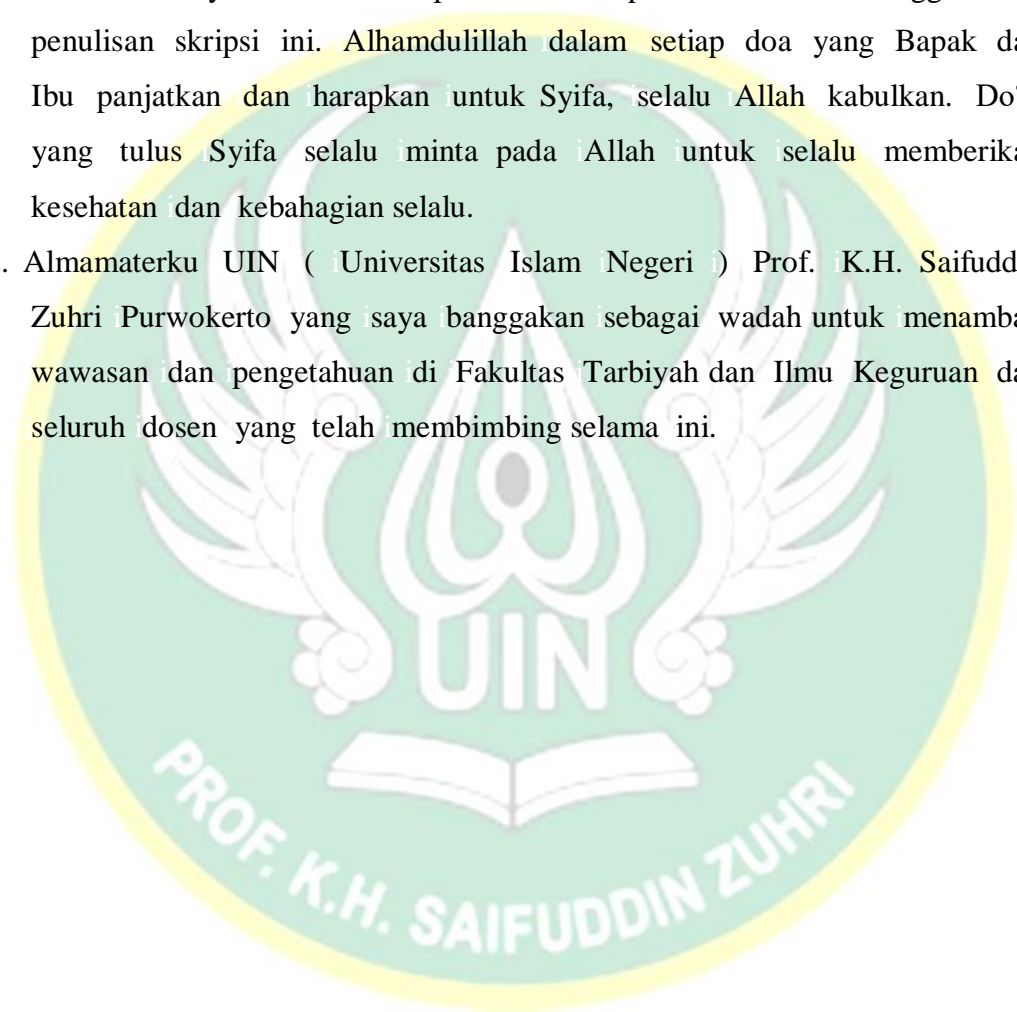 penulisan skripsi ini. Alhamdulillah dalam setiap doa yang Bapak da
Ibu panjatkan dan harapkan untuk Syifa, selalu Allah kabulkan. Do'
yang tulus Syifa selalu minta pada Allah untuk selalu memberika
kesehatan dan kebahagian selalu.
. Almamaterku UIN ( Universitas Islam Negeri ) Prof. K.H. Saifudd
Zuhri Purwokerto yang saya banggakan sebagai wadah untuk menamba
wawasan dan pengetahuan di Fakultas Tarbiyah dan Ilmu Keguruan da
seluruh dosen yang telah membimbing selama ini.
UIN
PROF. K.H. SAIFUDDIN ZUHRI